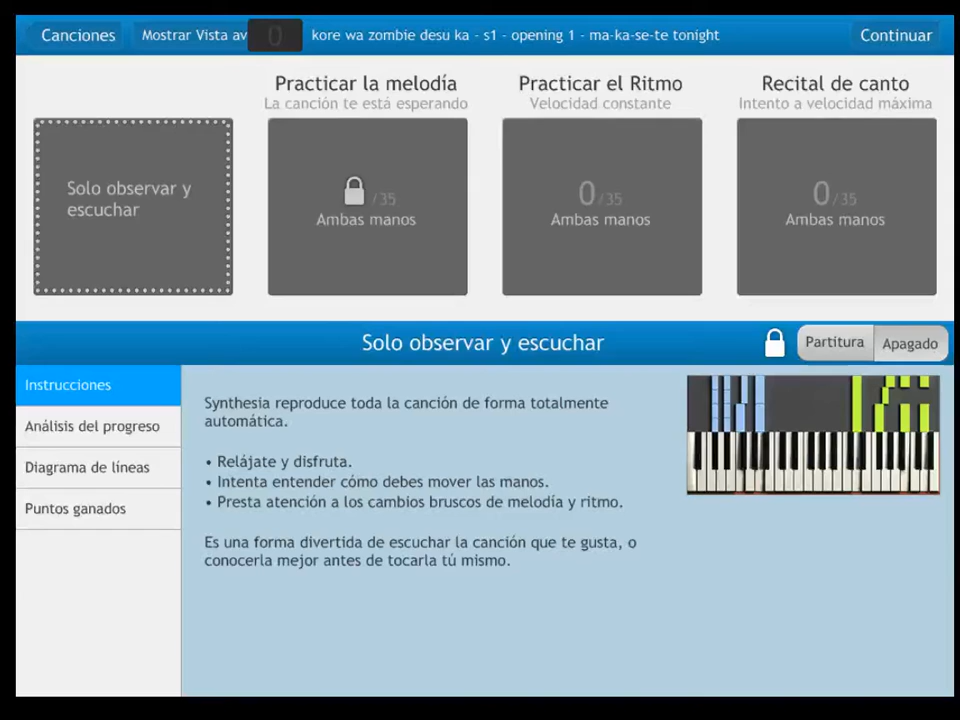 Canciones
Mostrar Vista av
0
kore wa zombie desu ka - s1 - opening 1 - ma-ka-se-te tonight
Continuar
Practicar la melodía
La canción te está esperando
Practicar el Ritmo
Velocidad constante
Recital de canto
Intento a velocidad máxima
Solo observar y
escuchar
/35
Ambas manos
0/35
Ambas manos
0/35
Ambas manos
Solo observar y escuchar
Partitura
Apagado
Instrucciones
Análisis del progreso
Diagrama de líneas
Puntos ganados
Synthesia reproduce toda la canción de forma totalmente
automática.
• Relájate y disfruta.
• Intenta entender cómo debes mover las manos.
• Presta atención a los cambios bruscos de melodía y ritmo.
Es una forma divertida de escuchar la canción que te gusta, o
conocerla mejor antes de tocarla tú mismo.